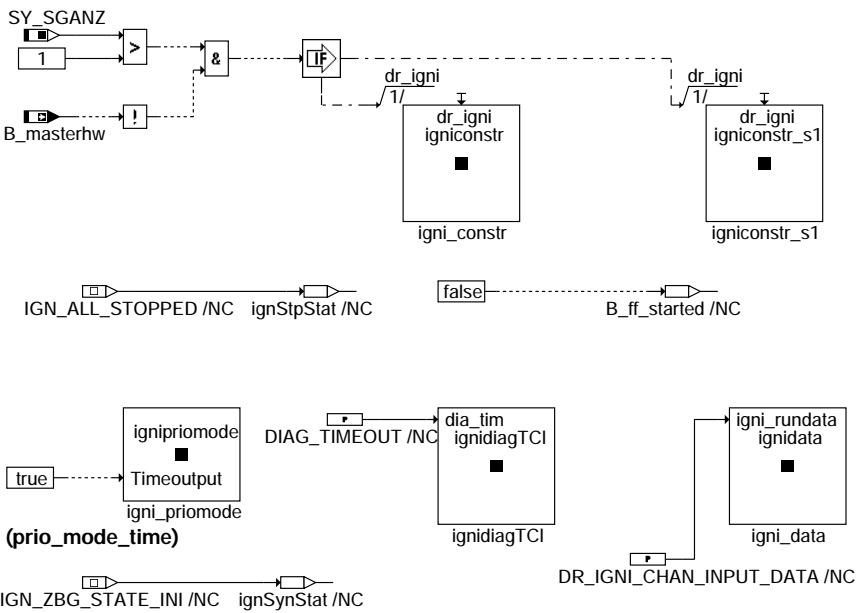 SY_SGANZ
1
>
&
IF
!
B_masterhw
dr_igni
1/
dr_igni
igniconstr
igni_constr
dr_igni
1/
dr_igni
igniconstr_s1
igniconstr_s1
IGN_ALL_STOPPED /NC
ignStpStat /NC
false
B_ff_started /NC
ignipriomode
true
Timeoutput
igni_priomode
(prio_mode_time)
P
DIAG_TIMEOUT /NC
dia_tim
ignidiagTCI
ignidiagTCI
igni_rundata
ignidata
igni_data
P
DR_IGNI_CHAN_INPUT_DATA /NC
IGN_ZBG_STATE_INI /NC
ignSynStat /NC